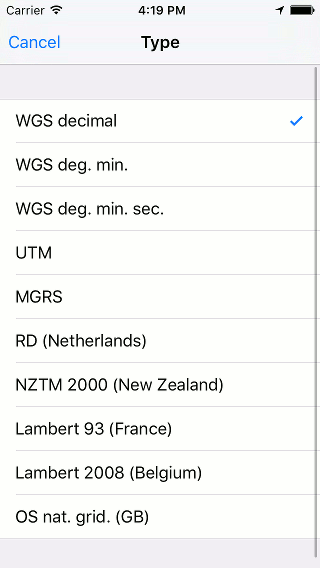 Carrier 4:19 PM
Cancel Type
WGS decimal
WGS deg. min.
WGS deg. min. sec.
UTM
MGRS
RD (Netherlands)
NZTM 2000 (New Zealand)
Lambert 93 (France)
Lambert 2008 (Belgium)
OS nat. grid. (GB)